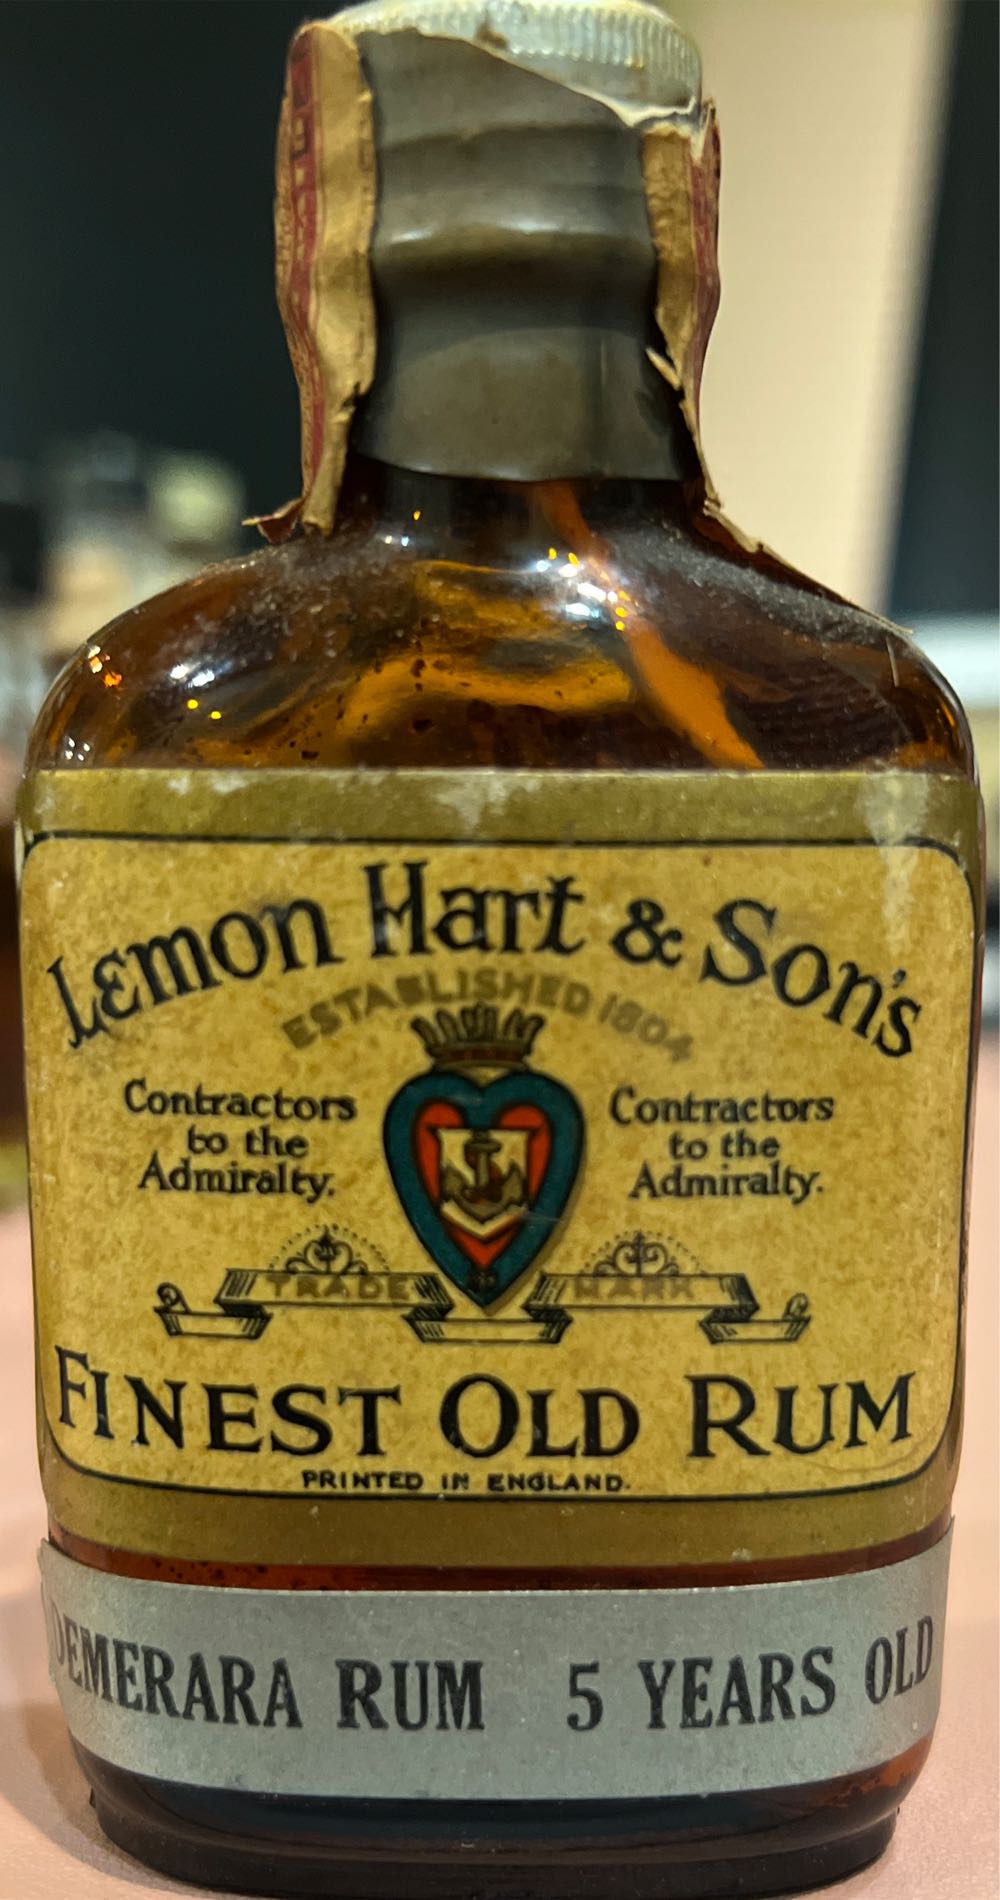 Lemon Hart & Son's
ESTABLISHED 1804
Contractors
to the
Admiralty.
Contractors
to the
Admiralty.
TRADE MARK
FINEST OLD RUM
PRINTED IN ENGLAND.
DEMERARA RUM 5 YEARS OLD